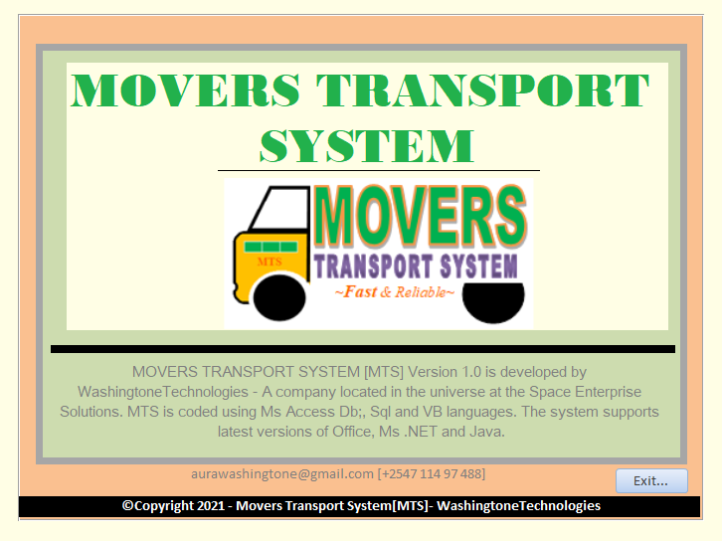 MOVERS TRANSPORT
SYSTEM
MOVERS
MTS
TRANSPORT SYSTEM
~Fast & Reliable~
MOVERS TRANSPORT SYSTEM [MTS] Version 1.0 is developed by
WashingtoneTechnologies - A company located in the universe at the Space Enterprise
Solutions. MTS is coded using Ms Access Db;, Sql and VB languages. The system supports
latest versions of Office, Ms .NET and Java.
aurawashingtone@gmail.com [+2547 114 97 488]
Exit...
©Copyright 2021 - Movers Transport System[MTS]- WashingtoneTechnologies